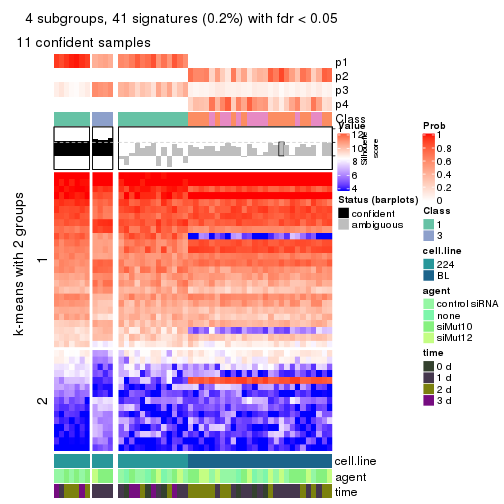 4 subgroups, 41 signatures (0.2%) with fdr < 0.05
11 confident samples
p1
p2
p3
p4
Class
Silhouette
score
k-means with 2 groups
1
2
cell.line
agent
time
Value
12
10
8
6
4
Status (barplots)
confident
ambiguous
Prob
1
0.8
0.6
0.4
0.2
0
Class
1
3
cell.line
224
BL
agent
control siRNA
none
siMut10
siMut12
time
0 d
1 d
2 d
3 d